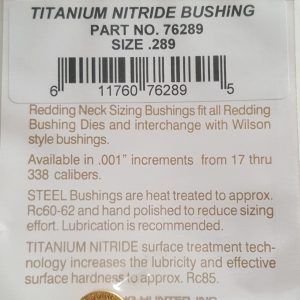 TITANIUM NITRIDE BUSHING
PART NO. 76289
SIZE .289
6 11760 76289 5
Redding Neck Sizing Bushings fit all Redding
Bushing Dies and interchange with Wilson
style bushings.
Available in .001" increments from 17 thru
338 calibers.
STEEL Bushings are heat treated to approx.
Rc60-62 and hand polished to reduce sizing
effort. Lubrication is recommended.
TITANIUM NITRIDE surface treatment tech-
nology increases the lubricity and effective
surface hardness to approx. Rc85.